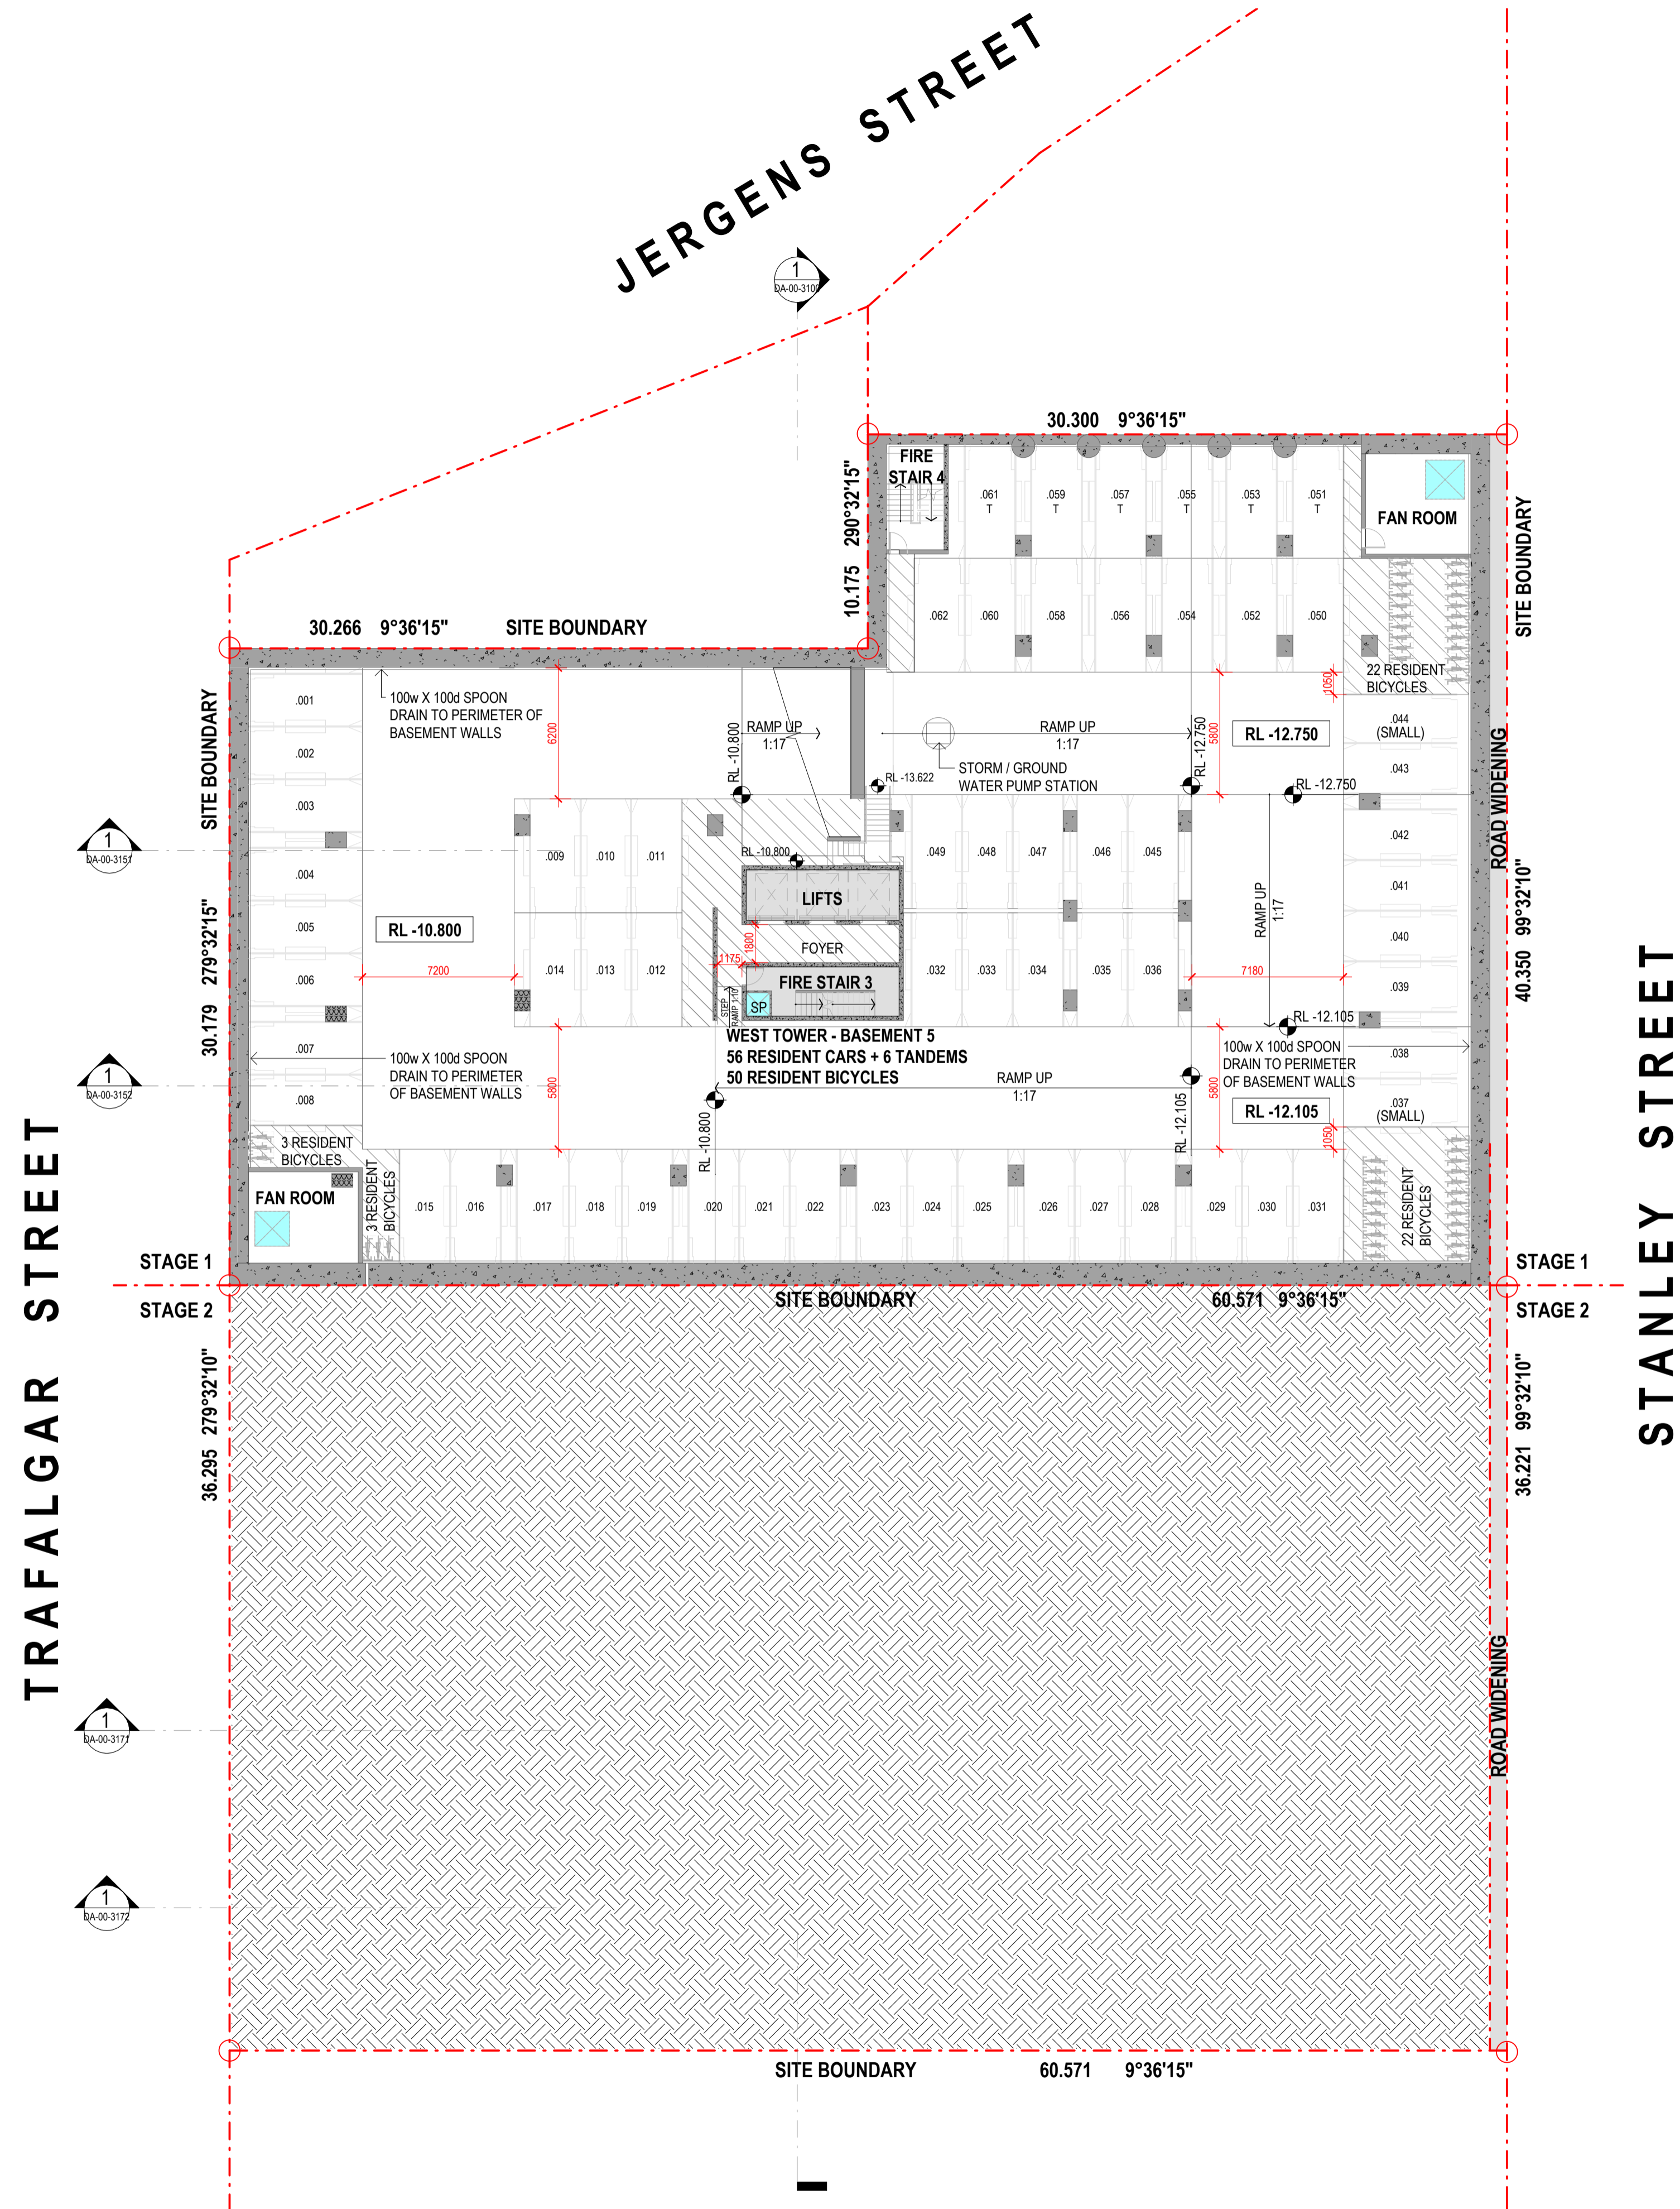 JERGENS STREET
1
DA-00-3100
30.300 9°36'15"
290°32'15"
10.175
FIRE
STAIR 4
.061
T
.059
T
.057
T
.055
T
.053
T
.051
T
FAN ROOM
SITE BOUNDARY
.062
.060
.058
.056
.054
.052
.050
22 RESIDENT
BICYCLES
30.266 9°36'15" SITE BOUNDARY
SITE BOUNDARY
.001
.002
.003
.004
.005
.006
.007
.008
100w X 100d SPOON
DRAIN TO PERIMETER OF
BASEMENT WALLS
6200
RL -10.800
RAMP UP
1:17
RAMP UP
1:17
RL -12.750
5800
1050
RL -12.750
.044
(SMALL)
.043
.042
.041
.040
.039
.038
.037
(SMALL)
ROAD WIDENING
STORM / GROUND
WATER PUMP STATION
RL -13.622
RL -12.750
1
DA-00-3151
.009
.010
.011
RL -10.800
LIFTS
FOYER
1800
1175
FIRE STAIR 3
SP
STEP
RAMP 1:10
.049
.048
.047
.046
.045
RAMP UP
1:17
279°32'15"
30.179
40.350 99°32'10"
RL -10.800
7200
.014
.013
.012
.032
.033
.034
.035
.036
7180
RL -12.105
WEST TOWER - BASEMENT 5
56 RESIDENT CARS + 6 TANDEMS
50 RESIDENT BICYCLES
RAMP UP
1:17
100w X 100d SPOON
DRAIN TO PERIMETER
OF BASEMENT WALLS
100w X 100d SPOON
DRAIN TO PERIMETER
OF BASEMENT WALLS
1
DA-00-3152
5800
RL -10.800
RL -12.105
5800
RL -12.105
1050
3 RESIDENT
BICYCLES
3 RESIDENT
BICYCLES
FAN ROOM
.015
.016
.017
.018
.019
.020
.021
.022
.023
.024
.025
.026
.027
.028
.029
.030
.031
22 RESIDENT
BICYCLES
STAGE 1
STAGE 2
STAGE 1
STAGE 2
SITE BOUNDARY
60.571 9°36'15"
TRAFALGAR STREET
STANLEY STREET
36.295 279°32'10"
36.221 99°32'10"
ROAD WIDENING
1
DA-00-3171
1
DA-00-3172
SITE BOUNDARY
60.571 9°36'15"